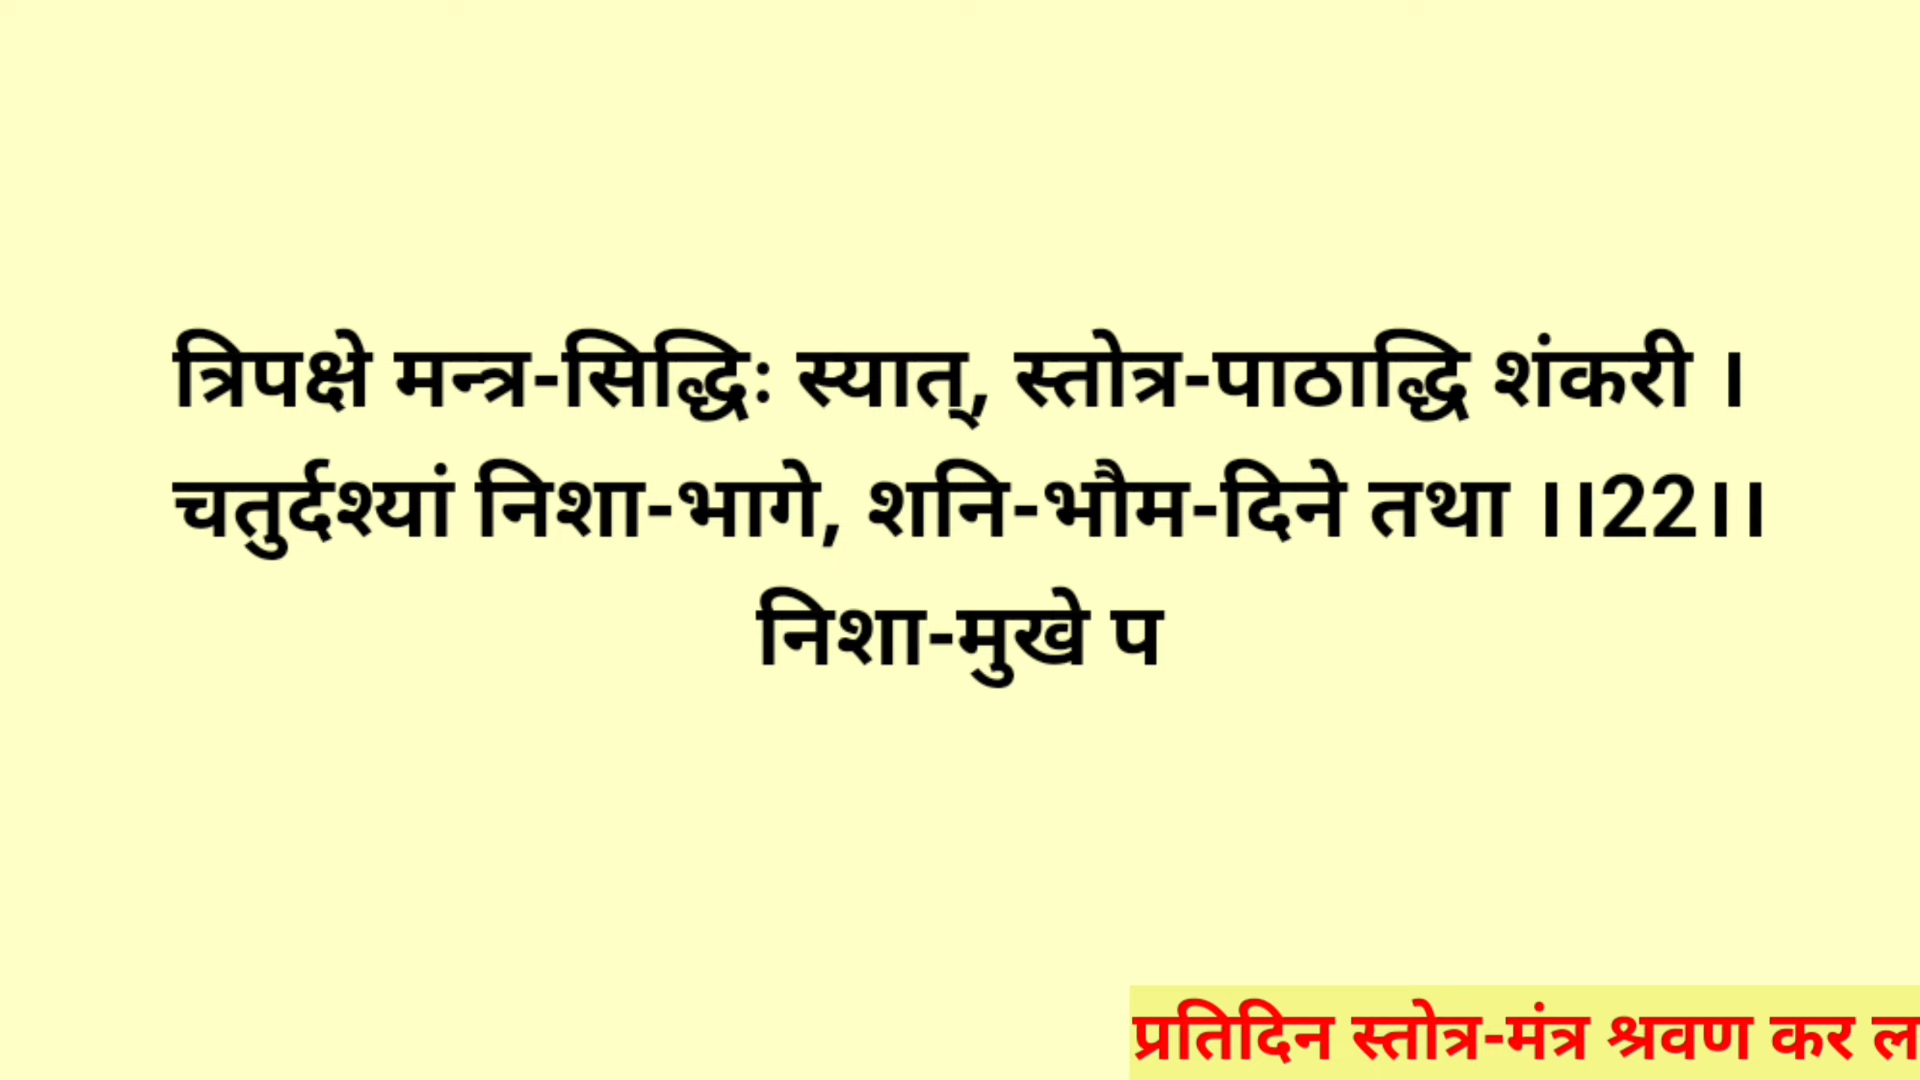 त्रिपक्षे मन्त्र-सिद्धिः स्यात्, स्तोत्र-पाठाद्धि शंकरी ।
चतुर्दश्यां निशा-भागे, शनि-भौम-दिने तथा ।।22।।
निशा-मुखे प
प्रतिदिन स्तोत्र-मंत्र श्रवण कर ल